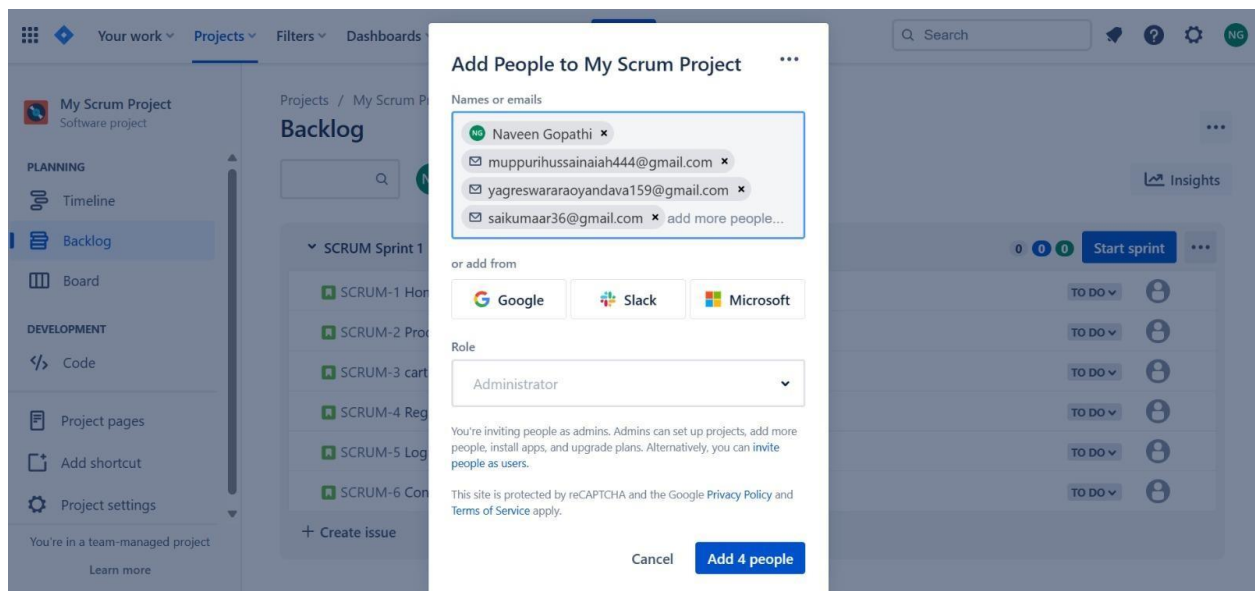 Your work Projects Filters Dashboards Search NG
My Scrum Project
Software project
PLANNING
Timeline
Backlog
Board
DEVELOPMENT
Code
Project pages
Add shortcut
Project settings
You're in a team-managed project
Learn more
Projects / My Scrum
Backlog
Insights
SCRUM Sprint 1 0 0 0 Start sprint
SCRUM-1 TO DO
SCRUM-2 TO DO
SCRUM-3 cart TO DO
SCRUM-4 TO DO
SCRUM-5 TO DO
SCRUM-6 TO DO
+ Create issue
Add People to My Scrum Project
Names or emails
NG Naveen Gopathi ×
muppurihussainaiah444@gmail.com ×
yagreswararaoyandava159@gmail.com ×
saikumaar36@gmail.com × add more people...
or add from
Google Slack Microsoft
Role
Administrator
You're inviting people as admins. Admins can set up projects, add more
people, install apps, and upgrade plans. Alternatively, you can invite
people as users.
This site is protected by reCAPTCHA and the Google Privacy Policy and
Terms of Service apply.
Cancel Add 4 people